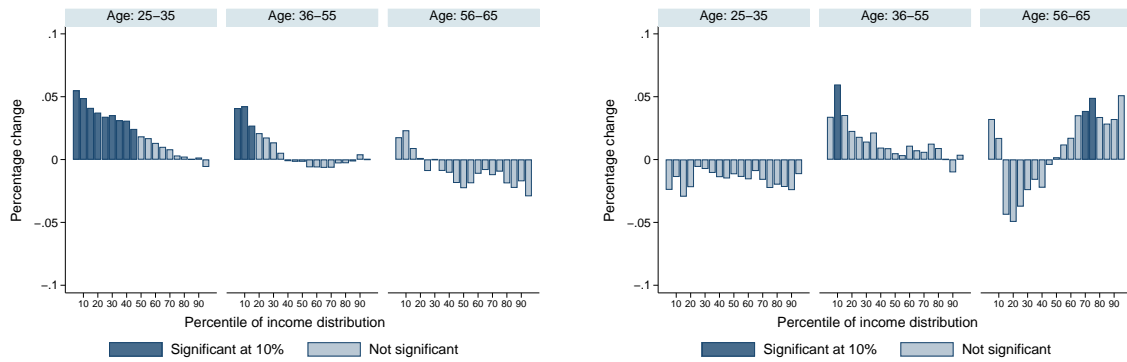 Age: 25−35 Age: 36−55 Age: 56−65
.1
.05
0
−.05
−.1
Percentage change
10 20 30 40 50 60 70 80 90 10 20 30 40 50 60 70 80 90 10 20 30 40 50 60 70 80 90
Percentile of income distribution
Significant at 10% Not significant
Age: 25−35 Age: 36−55 Age: 56−65
.1
.05
0
−.05
−.1
Percentage change
10 20 30 40 50 60 70 80 90 10 20 30 40 50 60 70 80 90 10 20 30 40 50 60 70 80 90
Percentile of income distribution
Significant at 10% Not significant